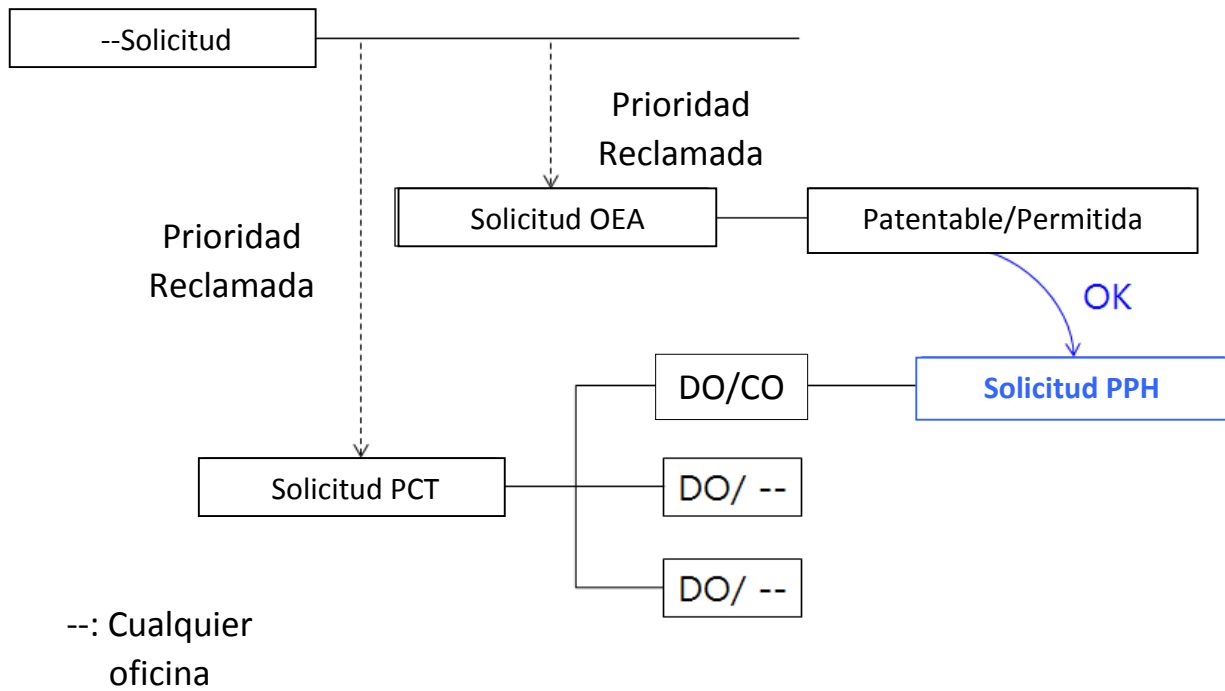 --Solicitud
Prioridad
Reclamada
Solicitud OEA
Patentable/Permitida
Prioridad
Reclamada
OK
DO/CO
Solicitud PPH
Solicitud PCT
DO/ --
DO/ --
--: Cualquier
oficina